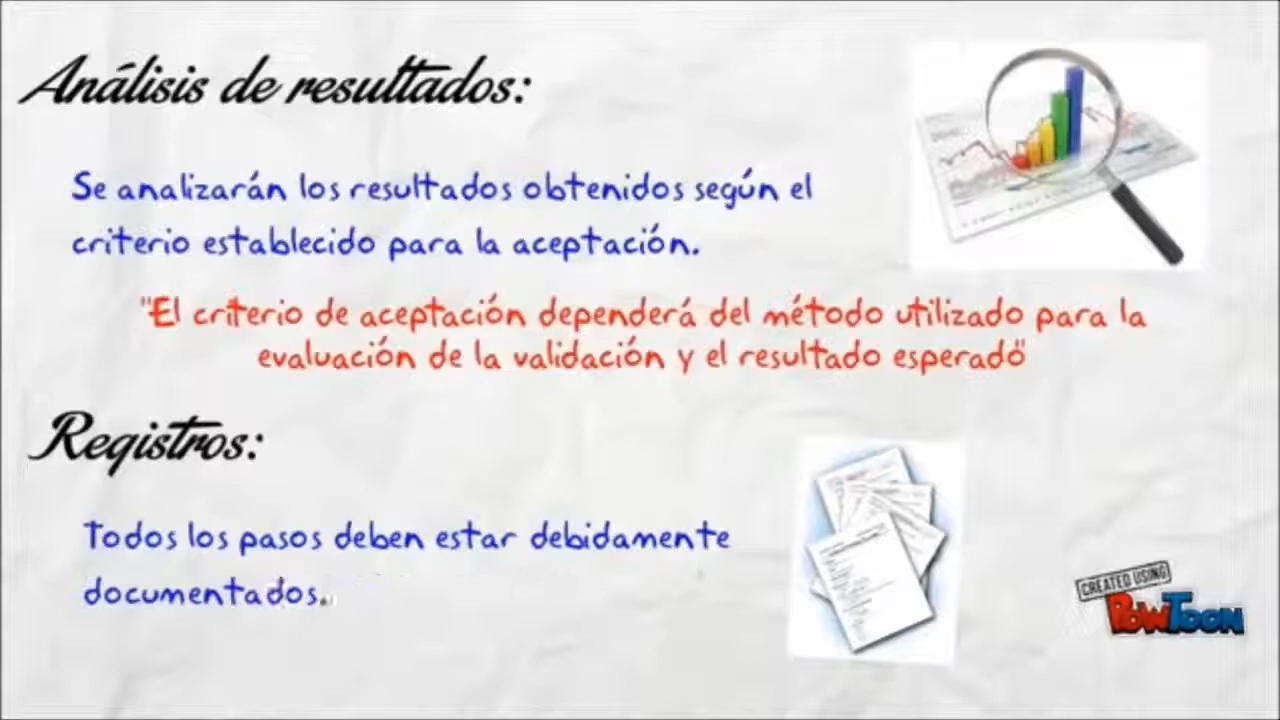 Análisis de resultados:
Se analizarán los resultados obtenidos según el
criterio establecido para la aceptación.
"El criterio de aceptación dependerá del método utilizado para la
evaluación de la validación y el resultado esperado"
Registros:
Todos los pasos deben estar debidamente
documentados.
CREATED USING
POWTOON